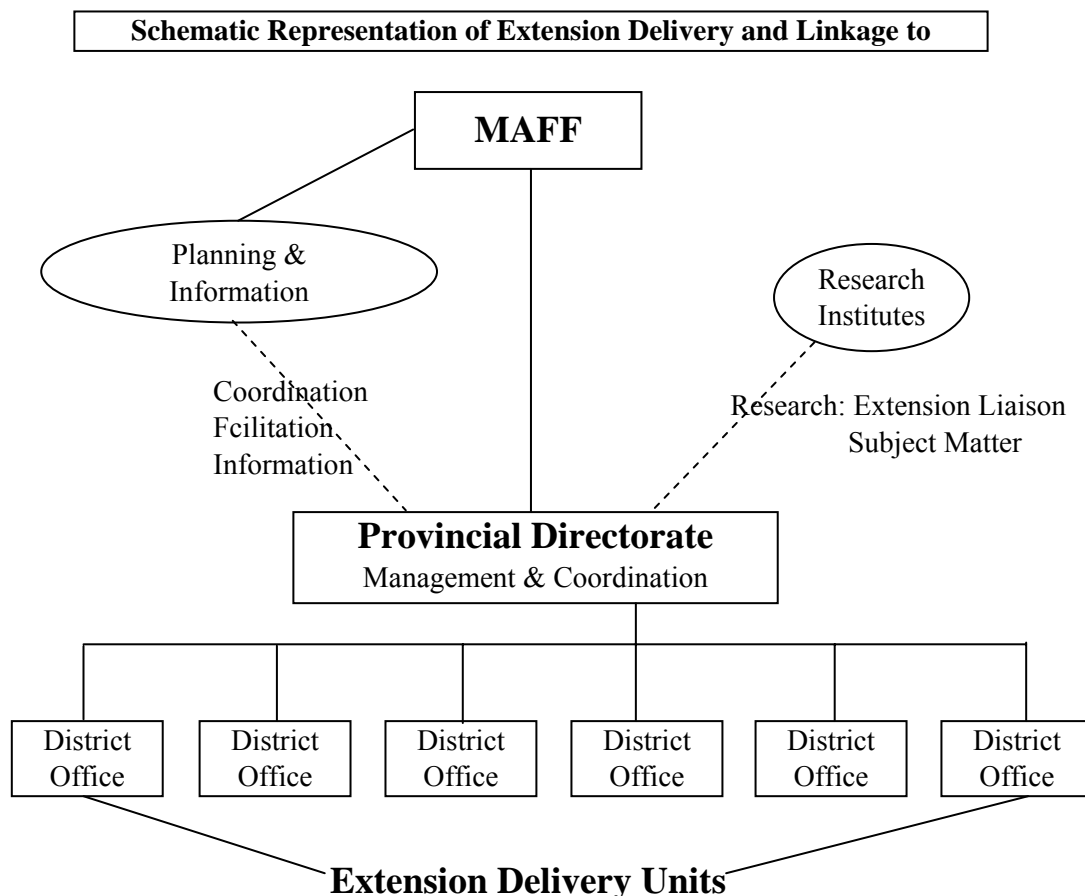 Schematic Representation of Extension Delivery and Linkage to
MAFF
Planning &
Information
Research
Institutes
Coordination
Fcilitation
Information
Research: Extension Liaison
Subject Matter
Provincial Directorate
Management & Coordination
District
Office
District
Office
District
Office
District
Office
District
Office
District
Office
Extension Delivery Units